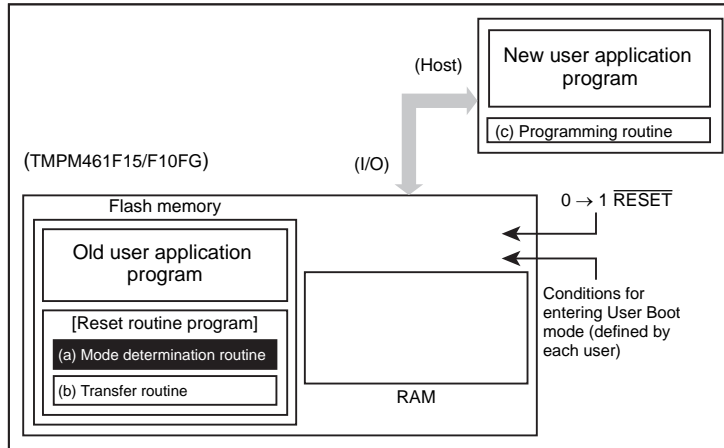 New user application
program
(c) Programming routine
(Host)
(I/O)
(TMPM461F15/F10FG)
Flash memory
Old user application
program
[Reset routine program]
(a) Mode determination routine
(b) Transfer routine
RAM
0 → 1 R̅E̅S̅E̅T̅
Conditions for
entering User Boot
mode (defined by
each user)